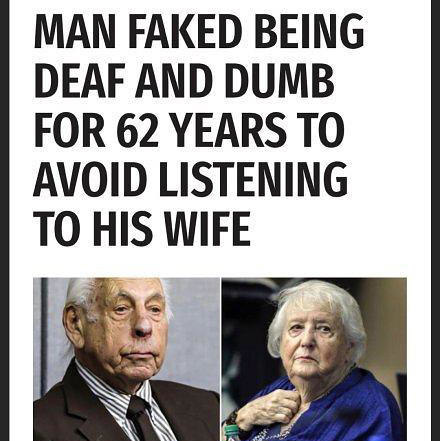 MAN FAKED BEING
DEAF AND DUMB
FOR 62 YEARS TO
AVOID LISTENING
TO HIS WIFE